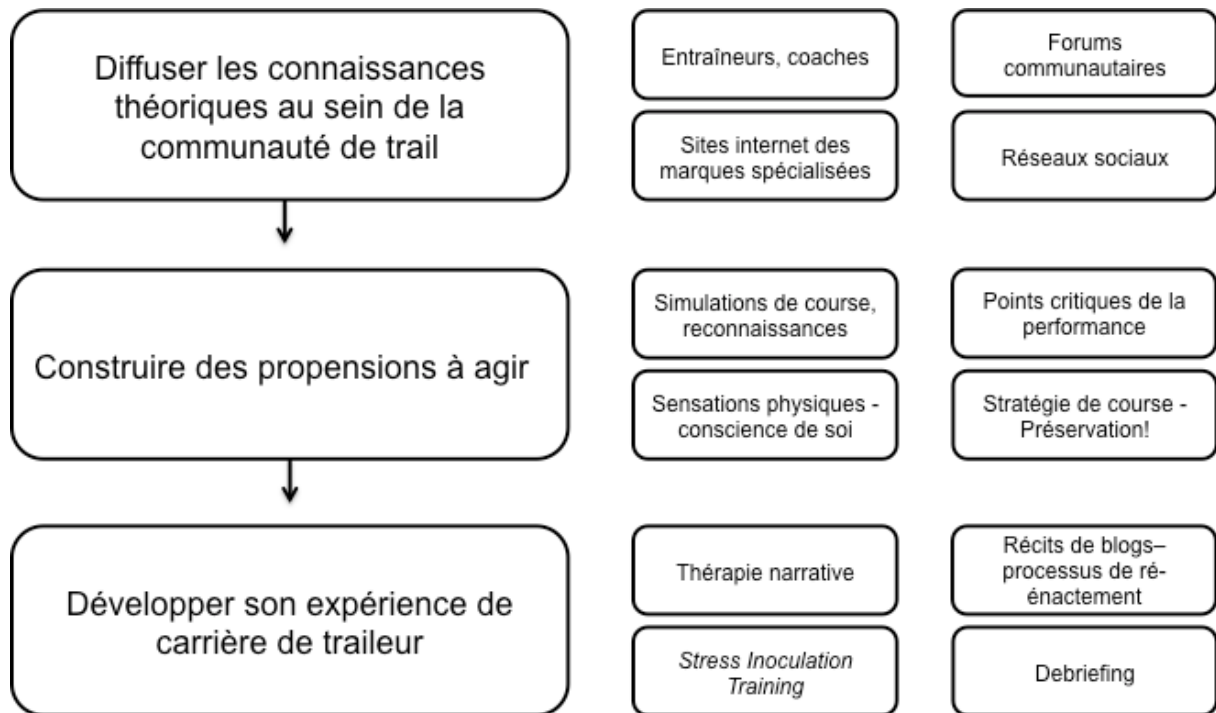 Diffuser les connaissances
théoriques au sein de la
communauté de trail
Entraîneurs, coaches
Forums
communautaires
Sites internet des
marques spécialisées
Réseaux sociaux
Construire des propensions à agir
Simulations de course,
reconnaissances
Points critiques de la
performance
Sensations physiques -
conscience de soi
Stratégie de course -
Préservation!
Développer son expérience de
carrière de traileur
Thérapie narrative
Récits de blogs–
processus de ré-
énactement
Stress Inoculation
Training
Debriefing